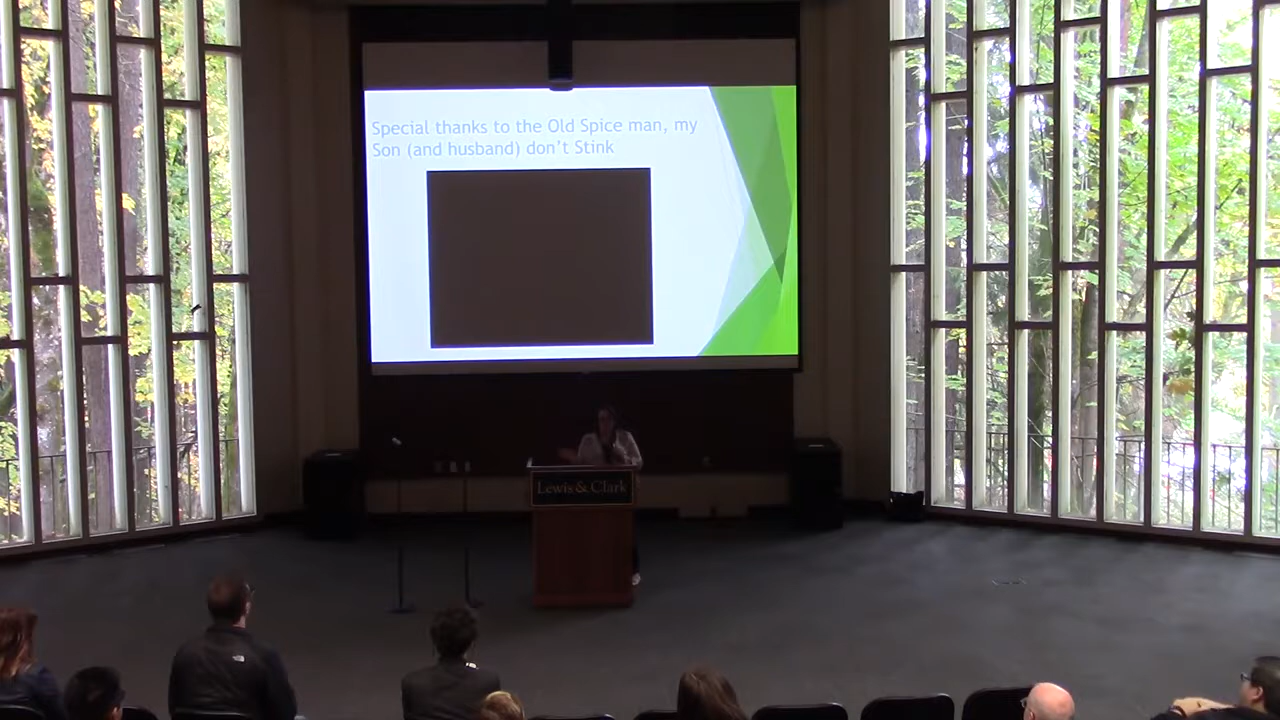 Special thanks to the Old Spice man, my
Son (and husband) don't Stink
Lewis & Clark